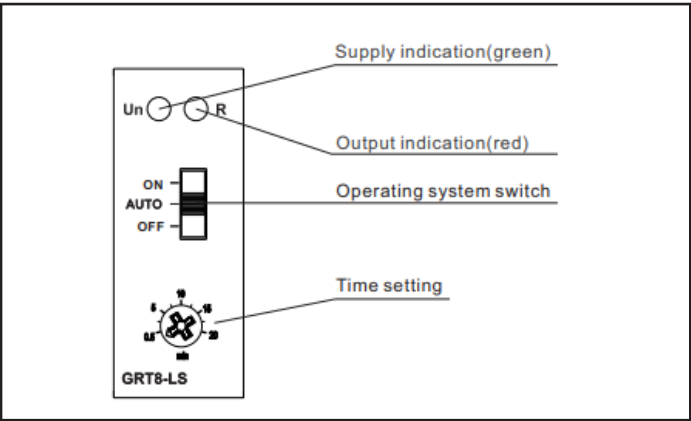 Supply indication(green)
Un R
Output indication(red)
ON
AUTO
OFF
Operating system switch
Time setting
10
5 15
0.5 20
min
GRT8-LS